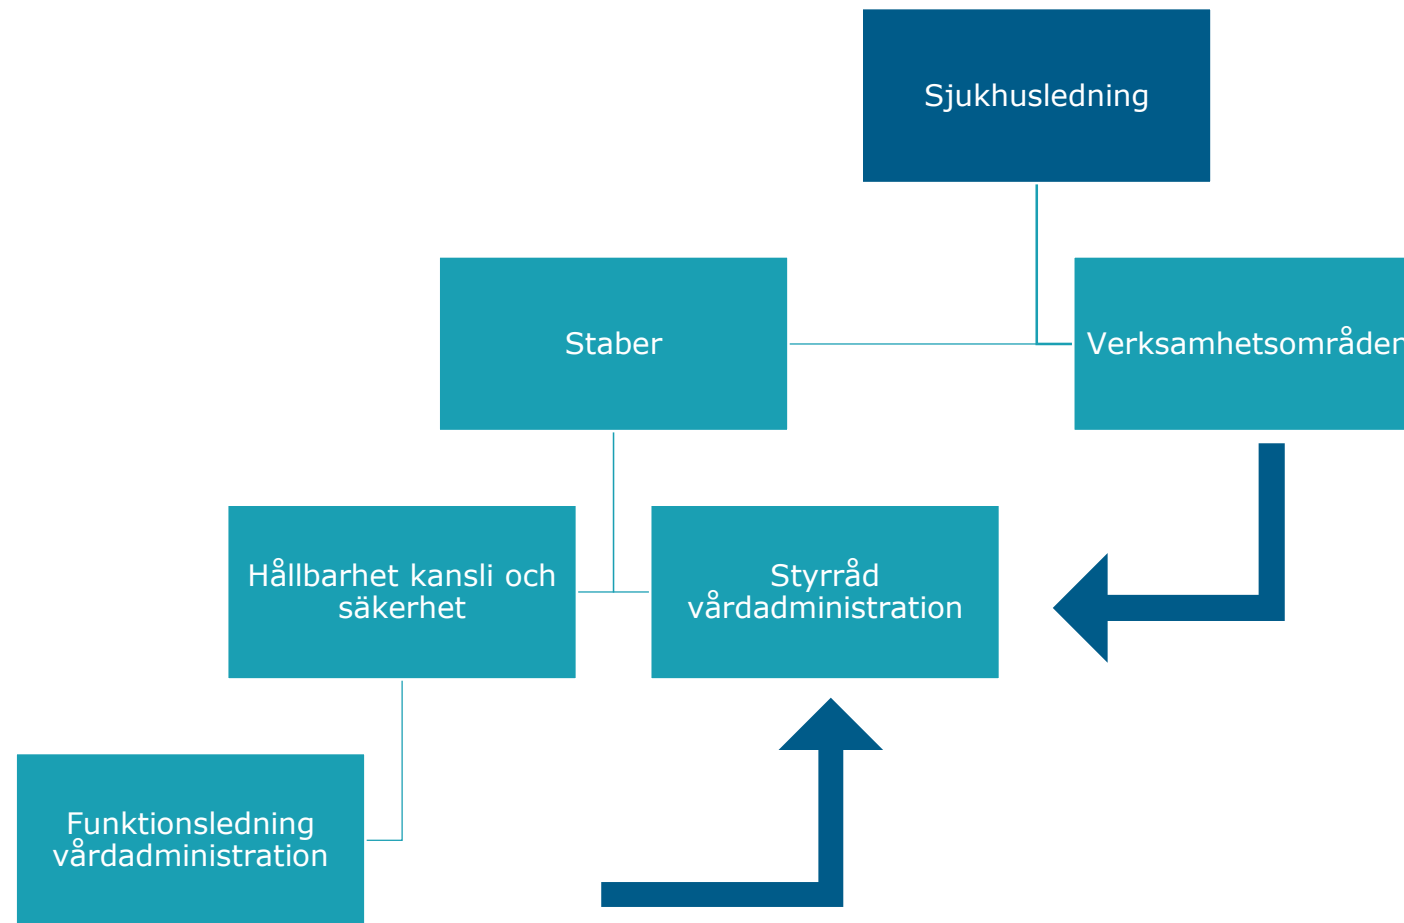 Sjukhusledning
Staber
Verksamhetsområden
Hållbarhet kansli och
säkerhet
Styrråd
vårdadministration
Funktionsledning
vårdadministration